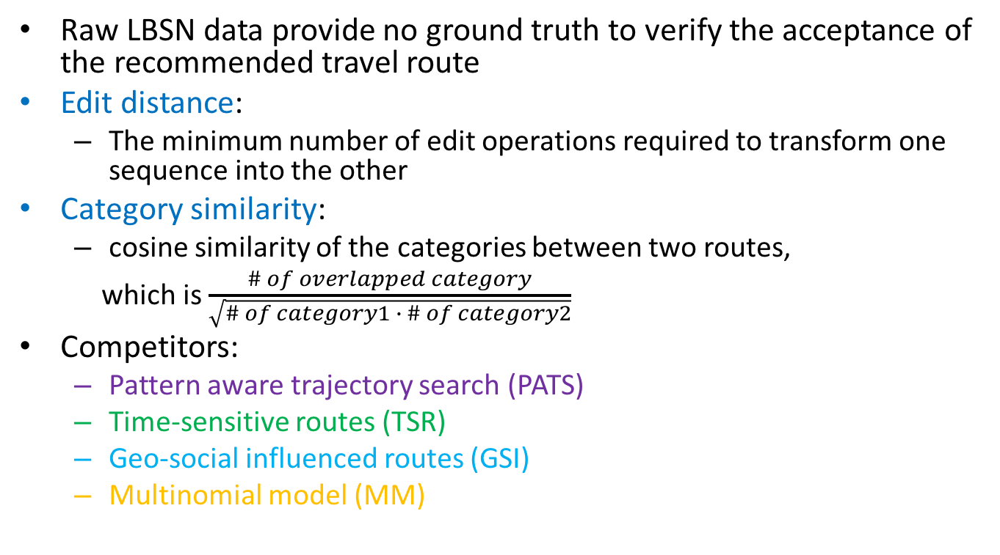 • Raw LBSN data provide no ground truth to verify the acceptance of
the recommended travel route
• Edit distance:
– The minimum number of edit operations required to transform one
sequence into the other
• Category similarity:
– cosine similarity of the categories between two routes,
which is # of overlapped category / √(# of category1 · # of category2)
• Competitors:
– Pattern aware trajectory search (PATS)
– Time-sensitive routes (TSR)
– Geo-social influenced routes (GSI)
– Multinomial model (MM)